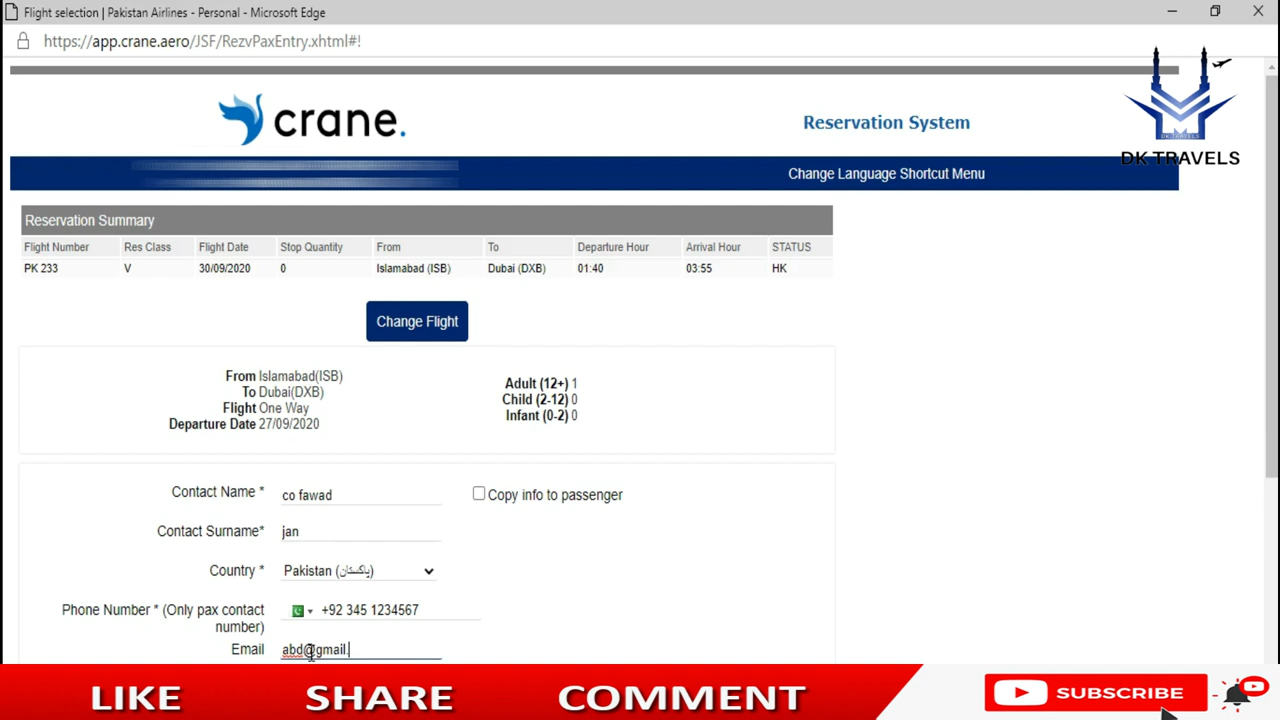 Flight selection | Pakistan Airlines - Personal - Microsoft Edge
https://app.crane.aero/JSF/RezvPaxEntry.xhtml#!
crane.
Reservation System
DK TRAVELS
DK TRAVELS
Change Language Shortcut Menu
Reservation Summary
Flight Number Res Class Flight Date Stop Quantity From To Departure Hour Arrival Hour STATUS
PK 233 V 30/09/2020 0 Islamabad (ISB) Dubai (DXB) 01:40 03:55 HK
Change Flight
From Islamabad(ISB)
To Dubai(DXB)
Flight One Way
Departure Date 27/09/2020
Adult (12+) 1
Child (2-12) 0
Infant (0-2) 0
Contact Name * co fawad
Copy info to passenger
Contact Surname* jan
Country * Pakistan (پاکستان)
Phone Number * (Only pax contact number) +92 345 1234567
Email abd@gmail.
LIKE SHARE COMMENT SUBSCRIBE